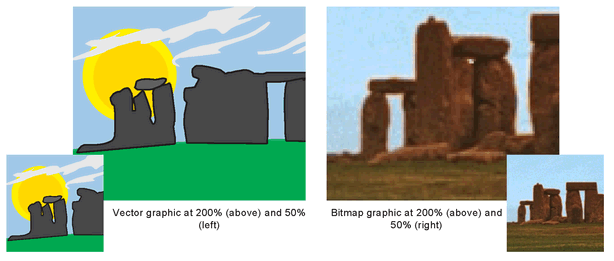 Vector graphic at 200% (above) and 50%
(left)
Bitmap graphic at 200% (above) and
50% (right)